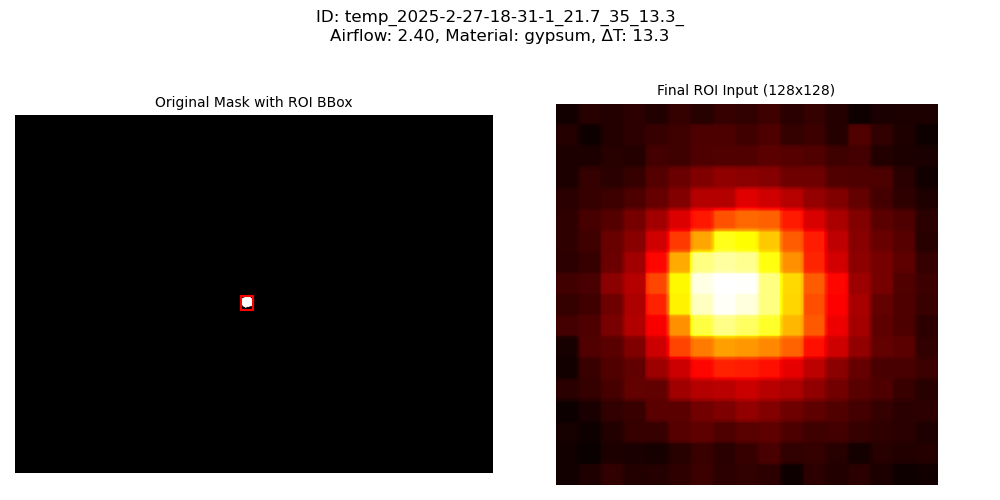 ID: temp_2025-2-27-18-31-1_21.7_35_13.3_
Airflow: 2.40, Material: gypsum, ΔT: 13.3
Original Mask with ROI BBox
Final ROI Input (128x128)